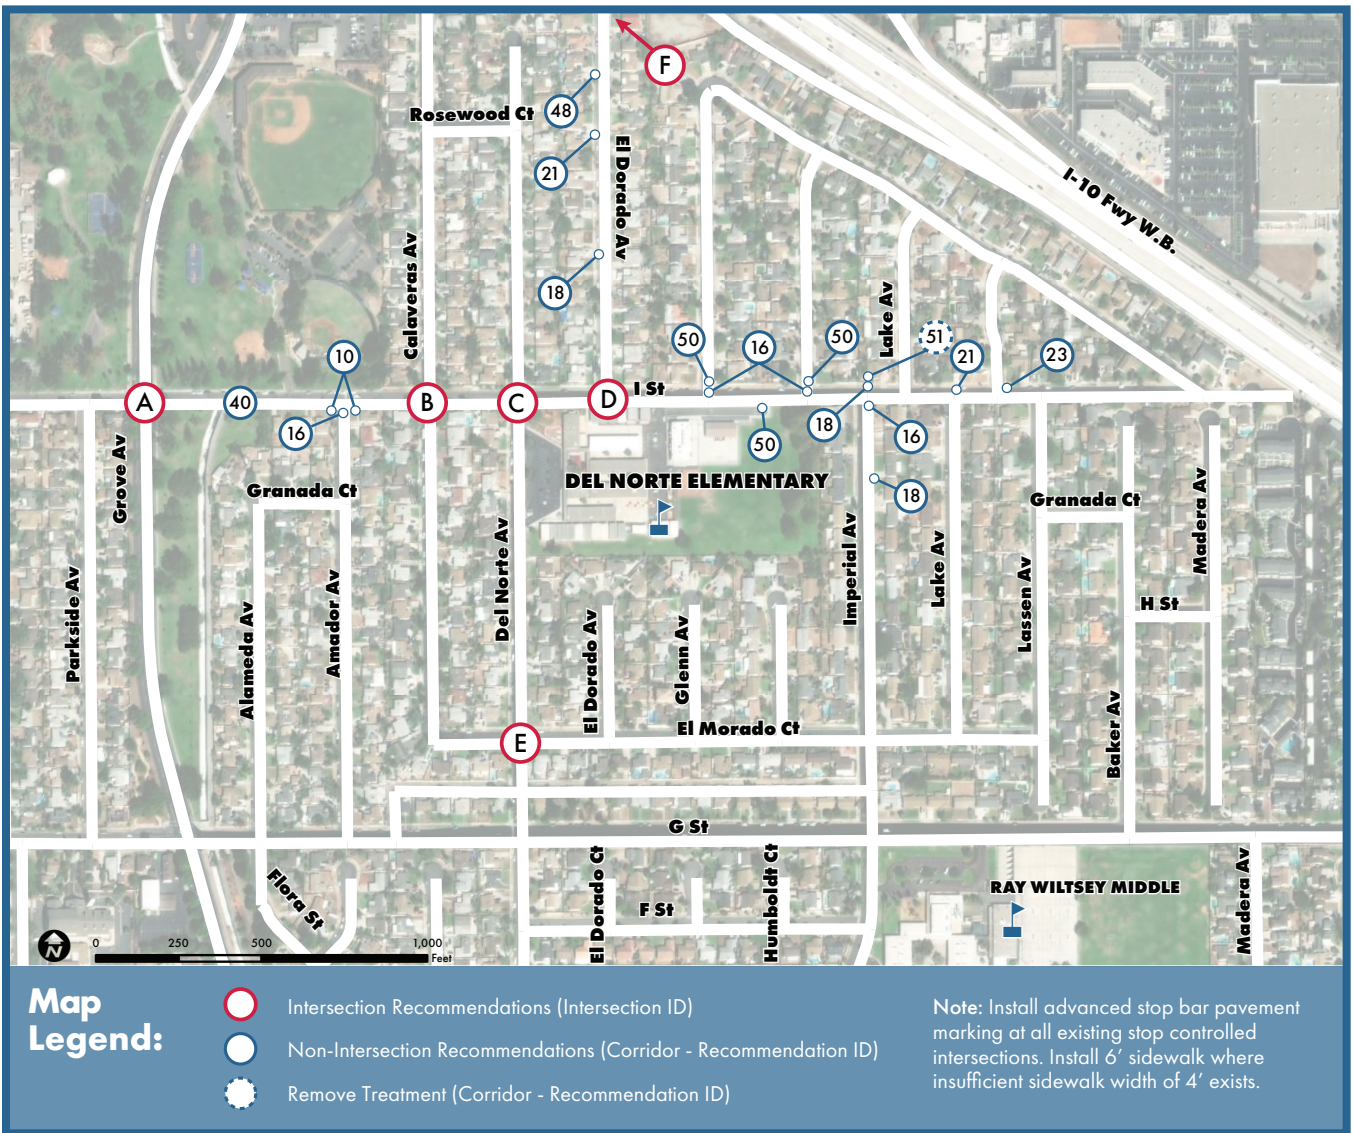 F
Rosewood Ct
48
El Dorado Av
21
I-10 Fwy W.B.
Calaveras Av
18
Lake Av
50
16
50
51
21
23
10
A
40
B
C
D
I St
16
18
50
16
Grove Av
DEL NORTE ELEMENTARY
Granada Ct
18
Granada Ct
Madera Av
Parkside Av
Alameda Av
Amador Av
Del Norte Av
Imperial Av
Lake Av
Lassen Av
H St
El Dorado Av
Glenn Av
El Morado Ct
E
Baker Av
G St
Flora St
El Dorado Ct
F St
Humboldt Ct
RAY WILTSEY MIDDLE
Madera Av
N
0 250 500 1,000
Feet
Map
Legend:
Intersection Recommendations (Intersection ID)
Non-Intersection Recommendations (Corridor - Recommendation ID)
Remove Treatment (Corridor - Recommendation ID)
Note: Install advanced stop bar pavement
marking at all existing stop controlled
intersections. Install 6’ sidewalk where
insufficient sidewalk width of 4’ exists.